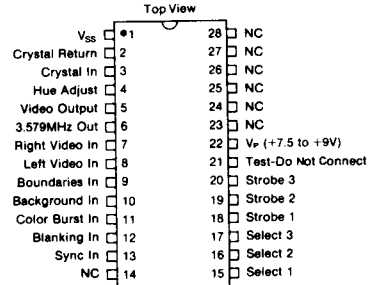 Top View
V_SS 1 28 NC
Crystal Return 2 27 NC
Crystal In 3 26 NC
Hue Adjust 4 25 NC
Video Output 5 24 NC
3.579MHz Out 6 23 NC
Right Video In 7 22 V_P (+7.5 to +9V)
Left Video In 8 21 Test-Do Not Connect
Boundaries In 9 20 Strobe 3
Background In 10 19 Strobe 2
Color Burst In 11 18 Strobe 1
Blanking In 12 17 Select 3
Sync In 13 16 Select 2
NC 14 15 Select 1